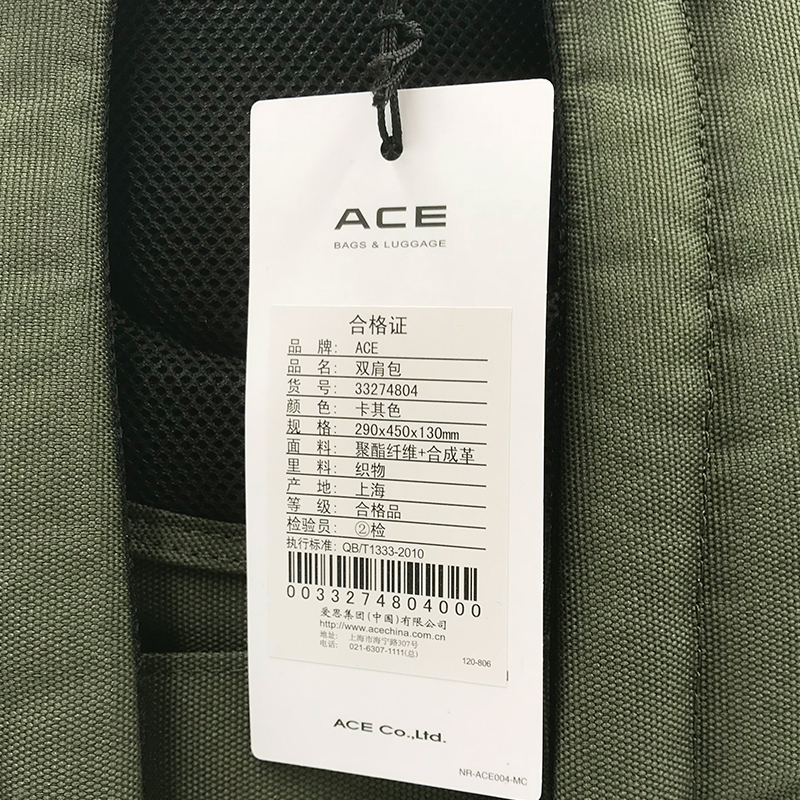 ACE
BAGS & LUGGAGE
合格证
品 牌: ACE
品 名: 双肩包
货 号: 33274804
颜 色: 卡其色
规 格: 290x450x130mm
面 料: 聚酯纤维+合成革
里 料: 织物
产 地: 上海
等 级: 合格品
检验员: ②检
执行标准: QB/T1333-2010
0033274804000
爱思集团(中国)有限公司
http://www.acechina.com.cn
地址: 上海市海宁路307号
电话: 021-6307-1111(总)
120-806
ACE Co.,Ltd.
NR-ACE004-MC